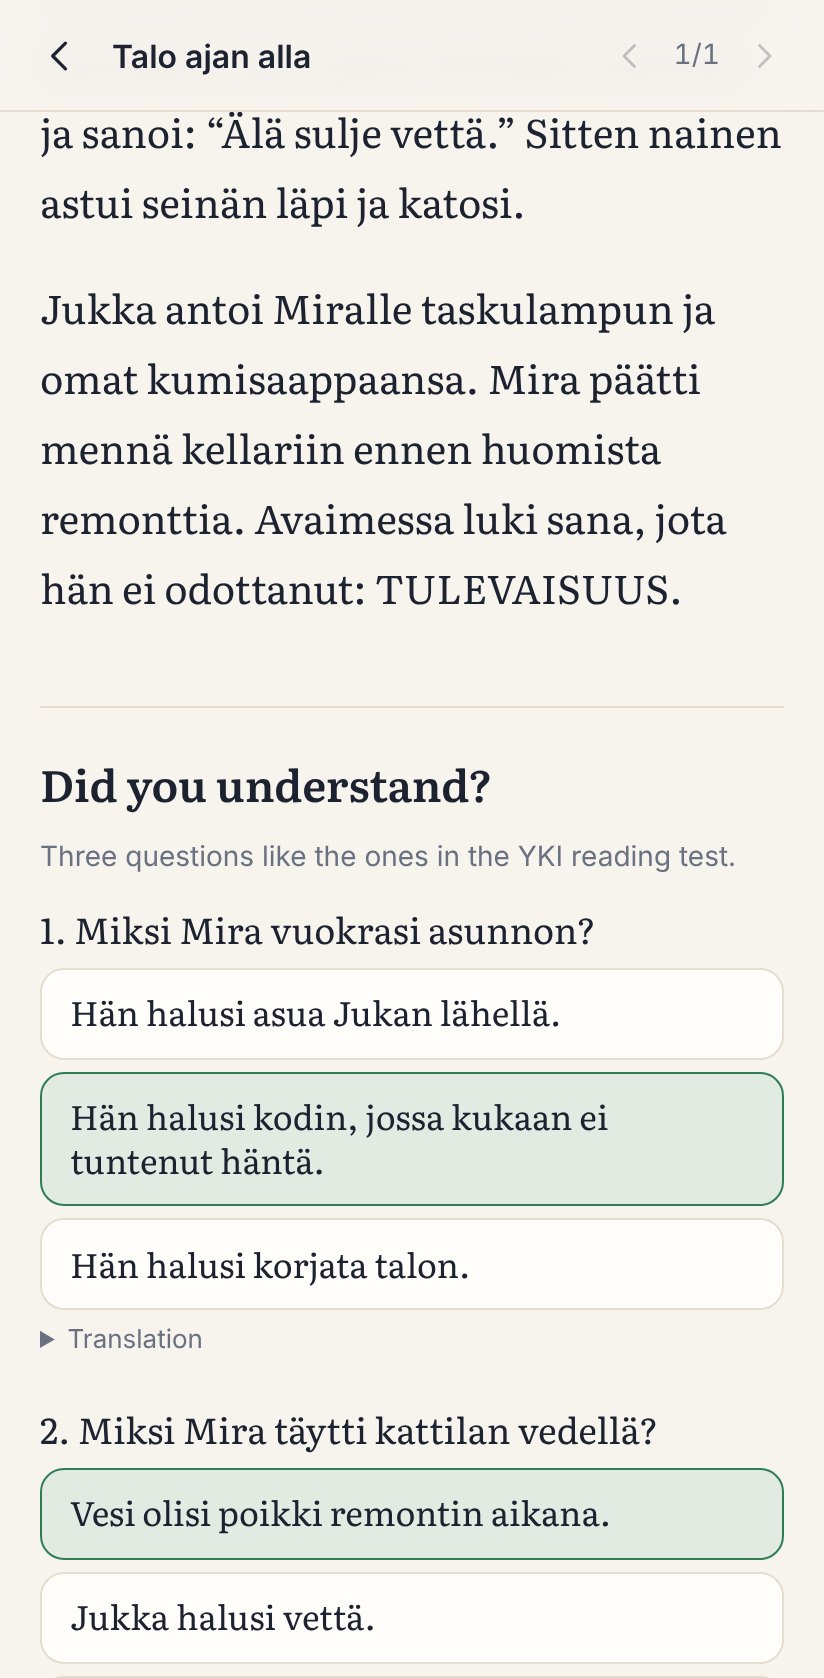 Talo ajan alla
1/1
ja sanoi: “Älä sulje vettä.” Sitten nainen
astui seinän läpi ja katosi.
Jukka antoi Miralle taskulampun ja
omat kumisaappaansa. Mira päätti
mennä kellariin ennen huomista
remonttia. Avaimessa luki sana, jota
hän ei odottanut: TULEVAISUUS.
Did you understand?
Three questions like the ones in the YKI reading test.
1. Miksi Mira vuokrasi asunnon?
Hän halusi asua Jukan lähellä.
Hän halusi kodin, jossa kukaan ei
tuntenut häntä.
Hän halusi korjata talon.
Translation
2. Miksi Mira täytti kattilan vedellä?
Vesi olisi poikki remontin aikana.
Jukka halusi vettä.